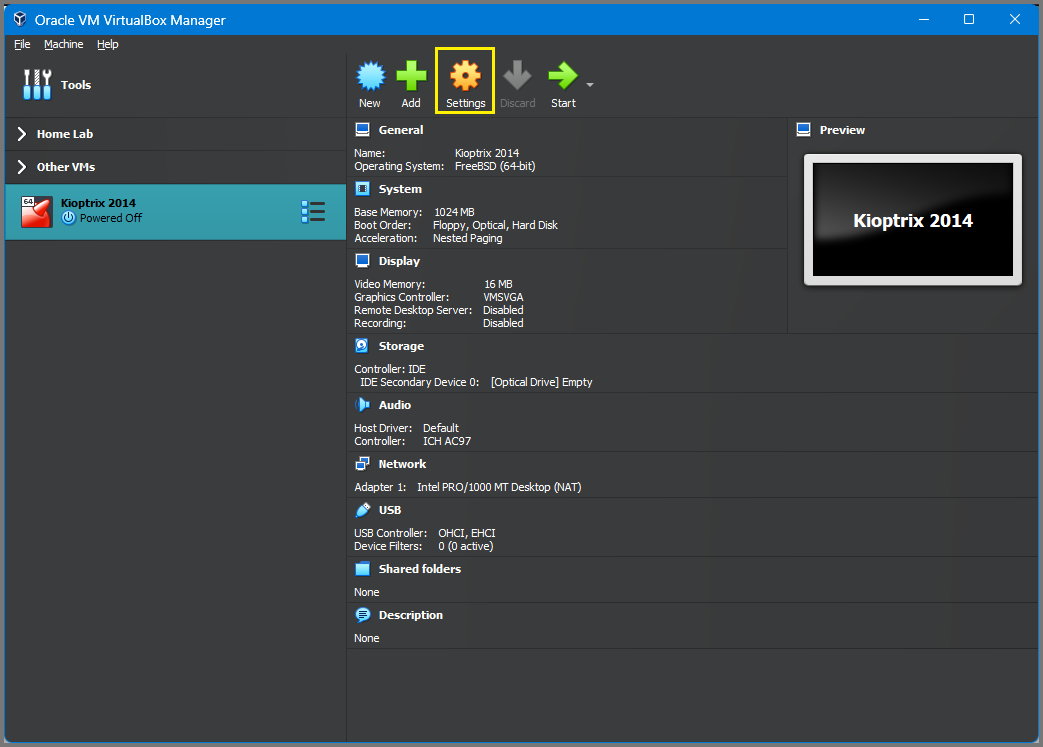 Oracle VM VirtualBox Manager
File Machine Help
Tools
New Add Settings Discard Start
Home Lab
Other VMs
64
Kioptrix 2014
Powered Off
General
Name: Kioptrix 2014
Operating System: FreeBSD (64-bit)
System
Base Memory: 1024 MB
Boot Order: Floppy, Optical, Hard Disk
Acceleration: Nested Paging
Display
Video Memory: 16 MB
Graphics Controller: VMSVGA
Remote Desktop Server: Disabled
Recording: Disabled
Storage
Controller: IDE
IDE Secondary Device 0: [Optical Drive] Empty
Audio
Host Driver: Default
Controller: ICH AC97
Network
Adapter 1: Intel PRO/1000 MT Desktop (NAT)
USB
USB Controller: OHCI, EHCI
Device Filters: 0 (0 active)
Shared folders
None
Description
None
Preview
Kioptrix 2014